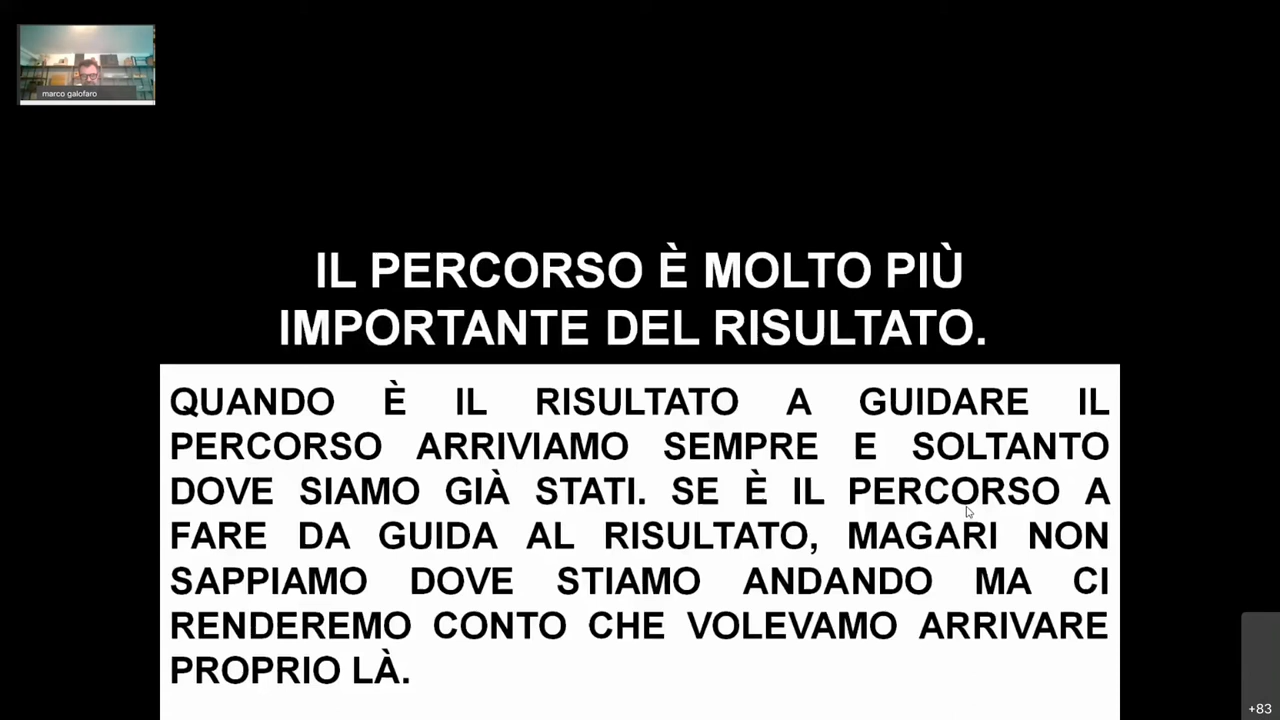 marco galofaro
IL PERCORSO È MOLTO PIÙ
IMPORTANTE DEL RISULTATO.
QUANDO È IL RISULTATO A GUIDARE IL
PERCORSO ARRIVIAMO SEMPRE E SOLTANTO
DOVE SIAMO GIÀ STATI. SE È IL PERCORSO A
FARE DA GUIDA AL RISULTATO, MAGARI NON
SAPPIAMO DOVE STIAMO ANDANDO MA CI
RENDEREMO CONTO CHE VOLEVAMO ARRIVARE
PROPRIO LÀ.
+83